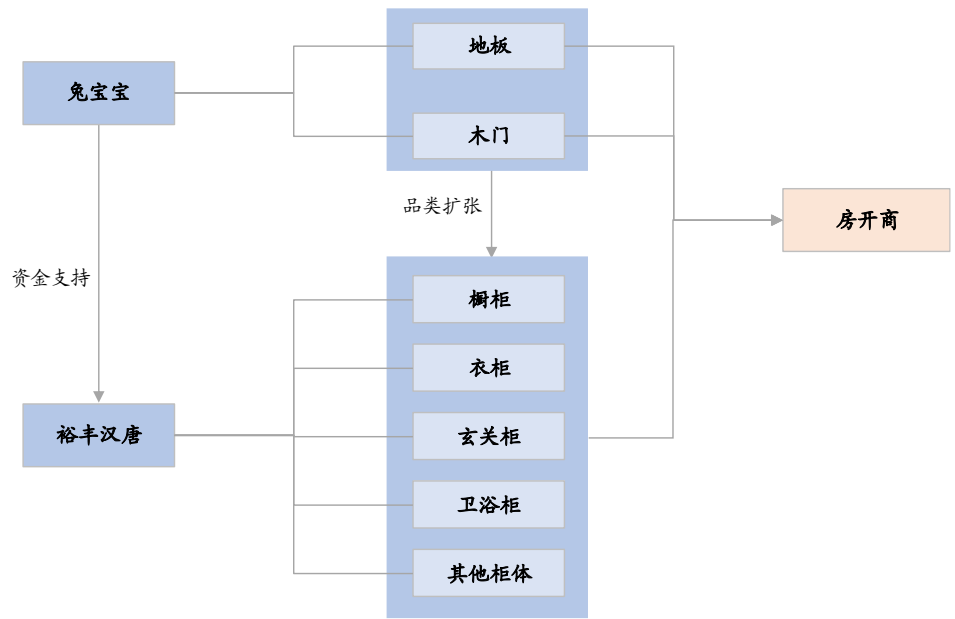 地板
兔宝宝
木门
品类扩张
房开商
资金支持
橱柜
衣柜
裕丰汉唐
玄关柜
卫浴柜
其他柜体